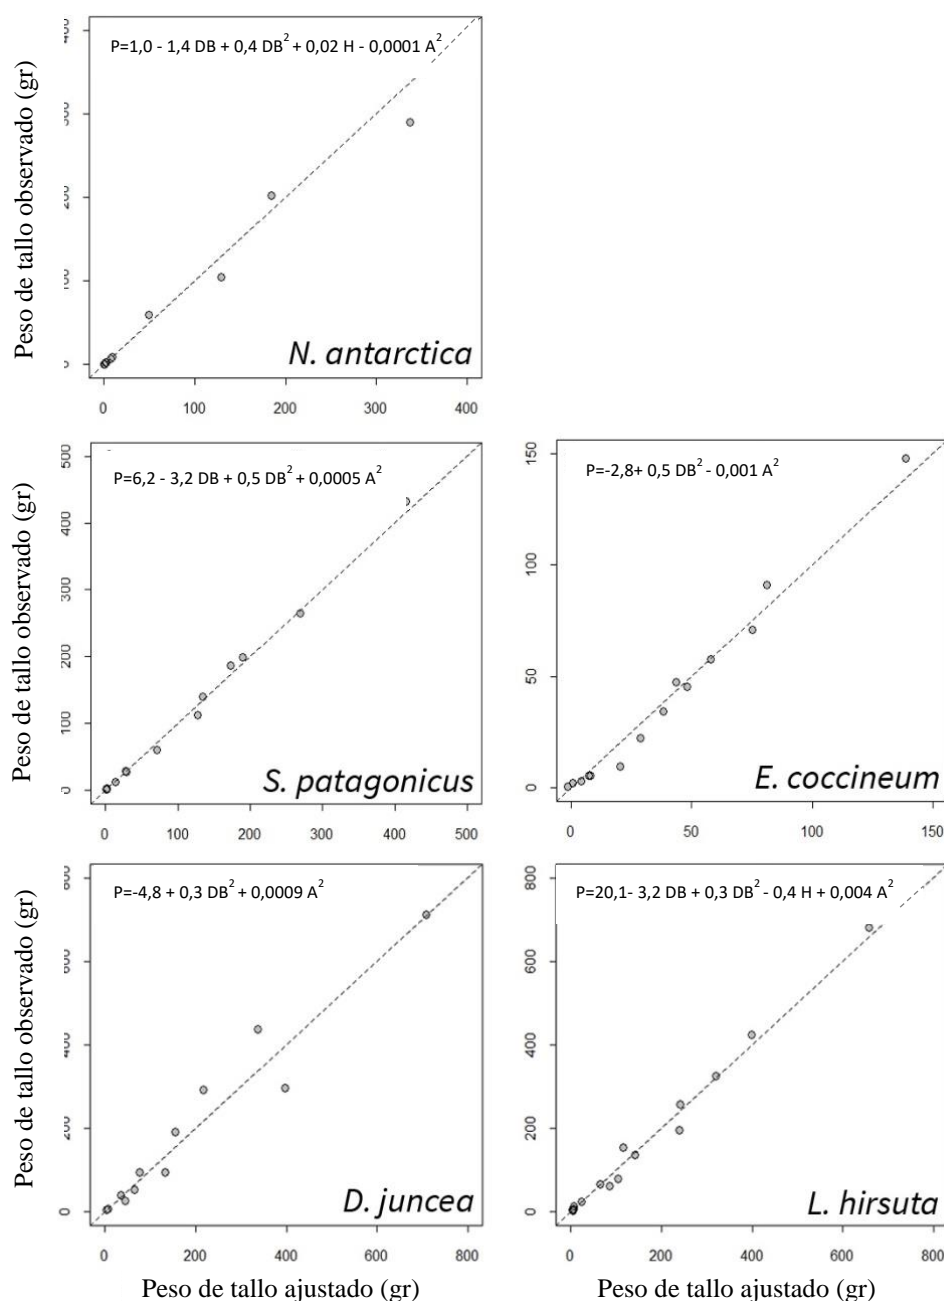 Peso de tallo observado (gr)
P=1,0 - 1,4 DB + 0,4 DB² + 0,02 H - 0,0001 A²
N. antarctica
0 100 200 300 400
Peso de tallo observado (gr)
500
400
300
200
100
0
P=6,2 - 3,2 DB + 0,5 DB² + 0,0005 A²
S. patagonicus
0 100 200 300 400 500
150
100
50
0
P=-2,8+ 0,5 DB² - 0,001 A²
E. coccineum
0 50 100 150
Peso de tallo observado (gr)
P=-4,8 + 0,3 DB² + 0,0009 A²
D. juncea
0 200 400 600 800
Peso de tallo ajustado (gr)
800
600
400
200
0
P=20,1- 3,2 DB + 0,3 DB² - 0,4 H + 0,004 A²
L. hirsuta
0 200 400 600 800
Peso de tallo ajustado (gr)